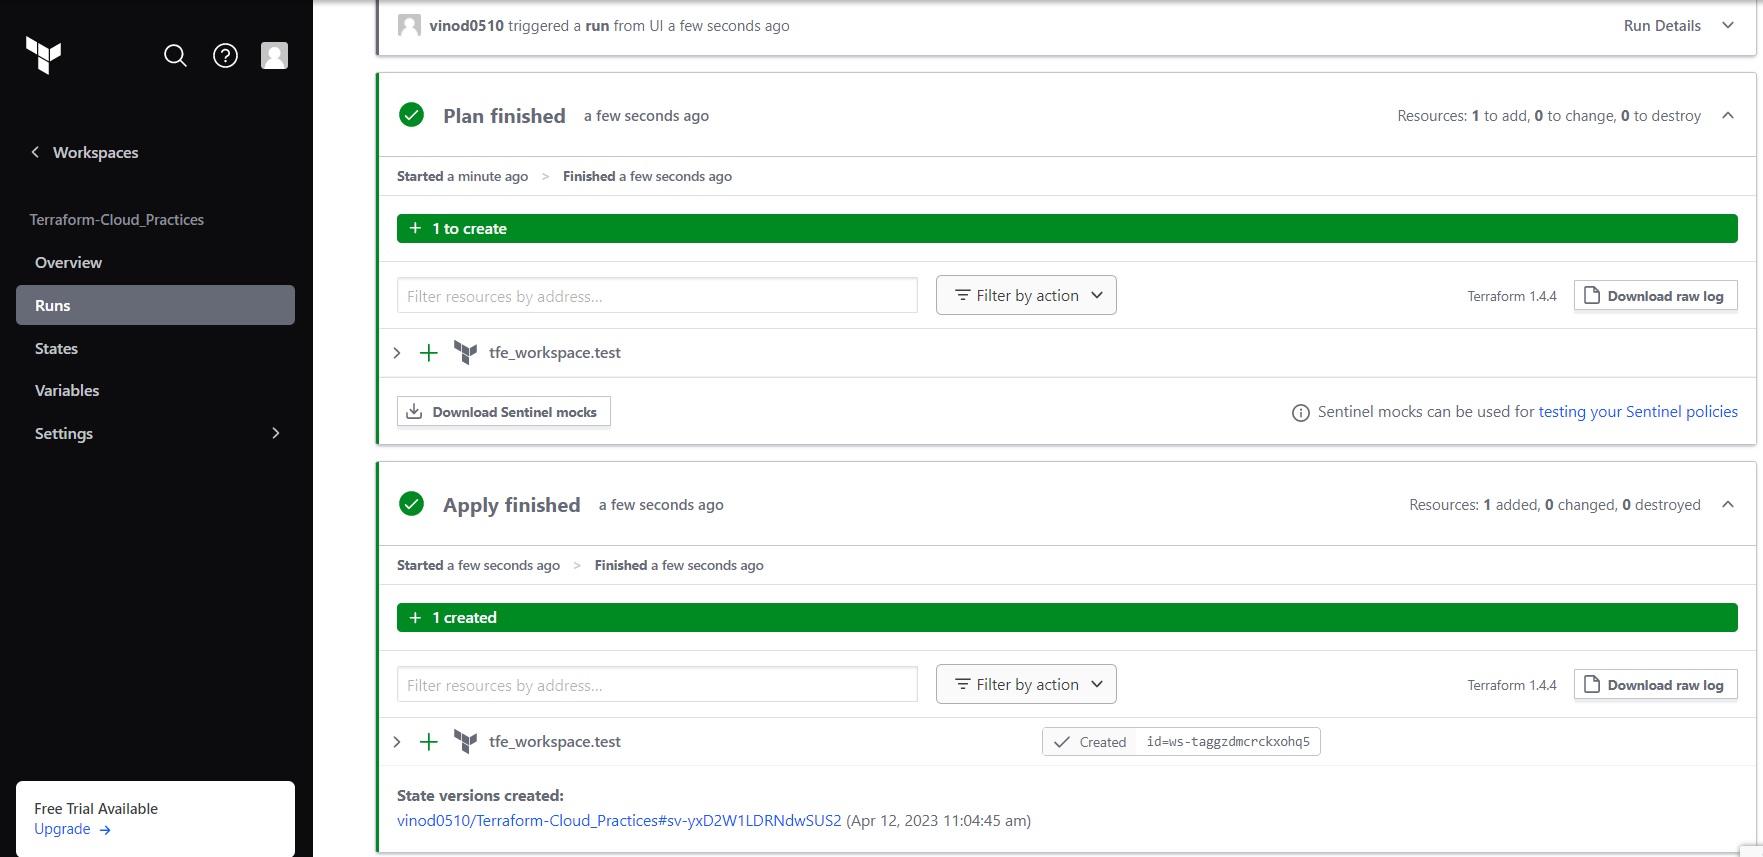 vinod0510 triggered a run from UI a few seconds ago
Run Details
Workspaces
Terraform-Cloud_Practices
Overview
Runs
States
Variables
Settings
Free Trial Available
Upgrade →
Plan finished a few seconds ago
Resources: 1 to add, 0 to change, 0 to destroy
Started a minute ago > Finished a few seconds ago
+ 1 to create
Filter resources by address...
Filter by action
Terraform 1.4.4
Download raw log
tfe_workspace.test
Download Sentinel mocks
Sentinel mocks can be used for testing your Sentinel policies
Apply finished a few seconds ago
Resources: 1 added, 0 changed, 0 destroyed
Started a few seconds ago > Finished a few seconds ago
+ 1 created
Filter resources by address...
Filter by action
Terraform 1.4.4
Download raw log
tfe_workspace.test
Created id=ws-taggzdmcrckxohq5
State versions created:
vinod0510/Terraform-Cloud_Practices#sv-yxD2W1LDRNdwSUS2 (Apr 12, 2023 11:04:45 am)